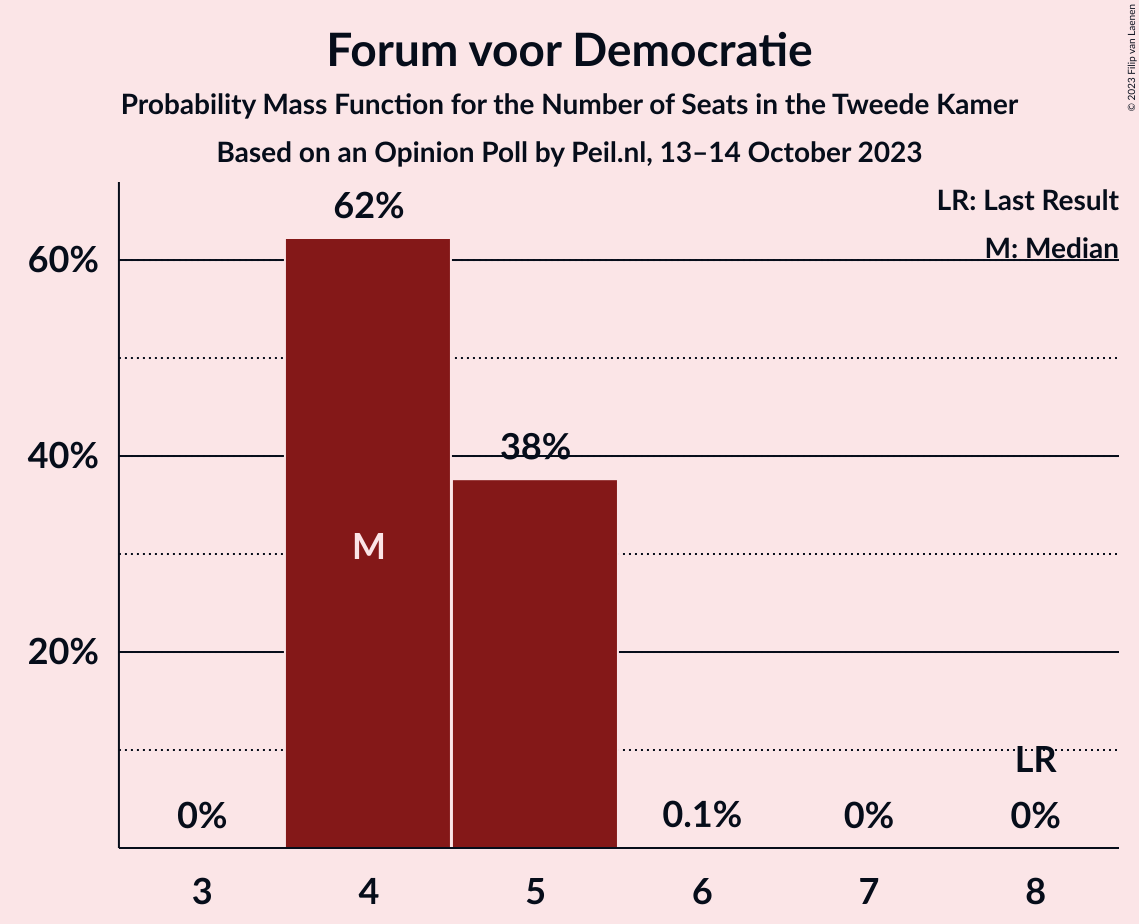 Forum voor Democratie
Probability Mass Function for the Number of Seats in the Tweede Kamer
Based on an Opinion Poll by Peil.nl, 13–14 October 2023
© 2023 Filip van Laenen
LR: Last Result
M: Median
62%
60%
38%
40%
M
20%
LR
0%
0.1%
0%
0%
3
4
5
6
7
8